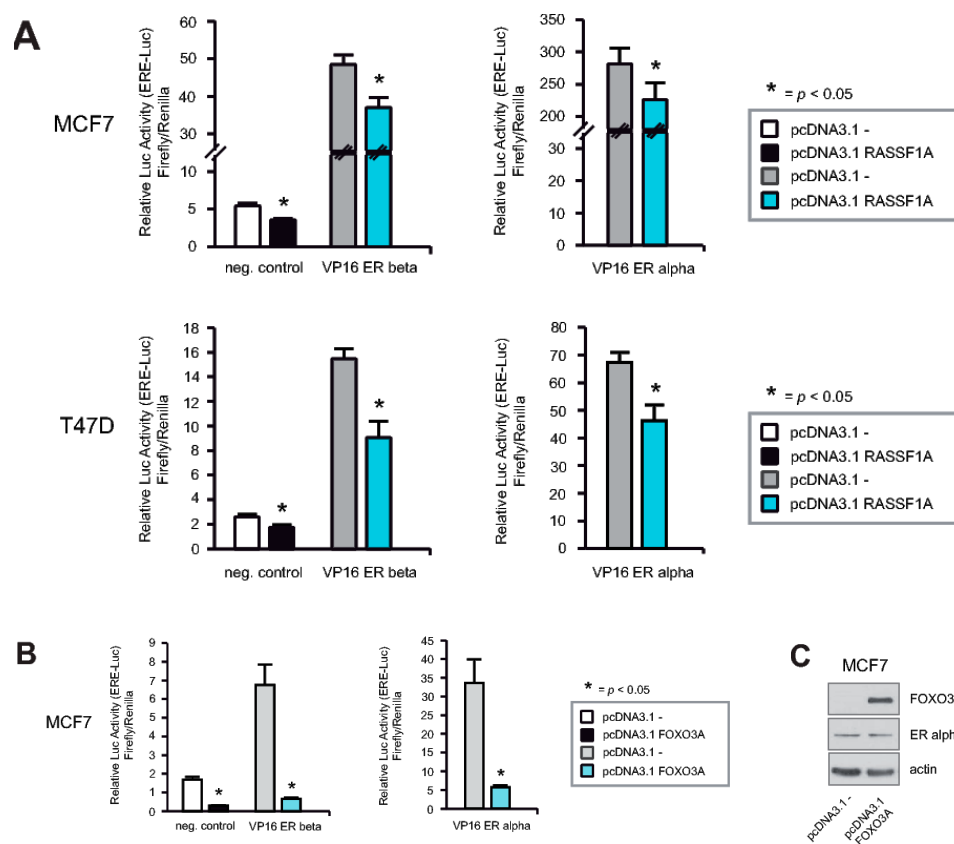 A
MCF7
Relative Luc Activity (ERE-Luc)
Firefly/Renilla
60
50
40
30
10
5
0
*
*
neg. control
VP16 ER beta
Relative Luc Activity (ERE-Luc)
Firefly/Renilla
350
300
250
200
30
20
10
0
*
VP16 ER alpha
* = p < 0.05
pcDNA3.1 -
pcDNA3.1 RASSF1A
pcDNA3.1 -
pcDNA3.1 RASSF1A
T47D
Relative Luc Activity (ERE-Luc)
Firefly/Renilla
18
16
14
12
10
8
6
4
2
0
*
*
neg. control
VP16 ER beta
Relative Luc Activity (ERE-Luc)
Firefly/Renilla
80
70
60
50
40
30
20
10
0
*
VP16 ER alpha
* = p < 0.05
pcDNA3.1 -
pcDNA3.1 RASSF1A
pcDNA3.1 -
pcDNA3.1 RASSF1A
B
MCF7
Relative Luc Activity (ERE-Luc)
Firefly/Renilla
9
8
7
6
5
4
3
2
1
0
*
*
neg. control
VP16 ER beta
Relative Luc Activity (ERE-Luc)
Firefly/Renilla
45
40
35
30
25
20
15
10
5
0
*
VP16 ER alpha
* = p < 0.05
pcDNA3.1 -
pcDNA3.1 FOXO3A
pcDNA3.1 -
pcDNA3.1 FOXO3A
C
MCF7
FOXO3
ER alph
actin
pcDNA3.1 -
pcDNA3.1
FOXO3A